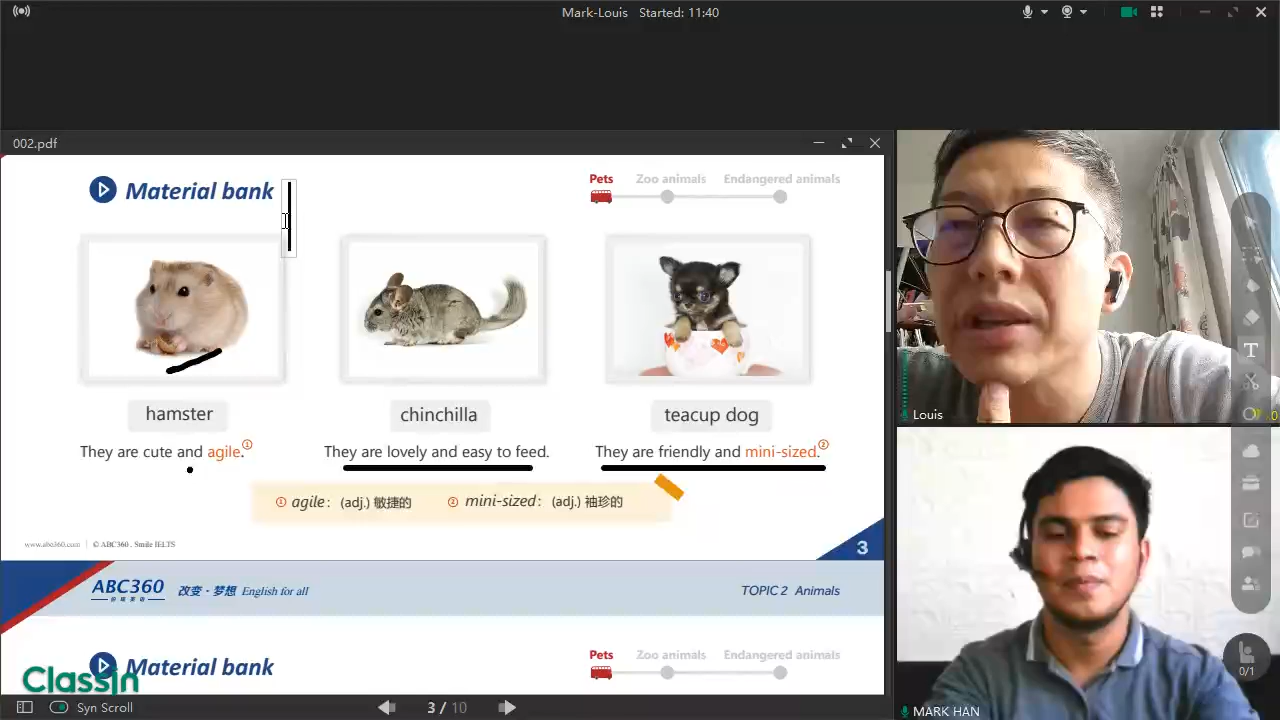 Mark-Louis Started: 11:40
002.pdf
Material bank
Pets Zoo animals Endangered animals
hamster
chinchilla
teacup dog
They are cute and agile.①
They are lovely and easy to feed.
They are friendly and mini-sized.②
① agile: (adj.) 敏捷的 ② mini-sized: (adj.) 袖珍的
www.abc360.com | © ABC360 . Smile IELTS
3
ABC360 改变·梦想 English for all
TOPIC 2 Animals
Material bank
Pets Zoo animals Endangered animals
ClassIn
Syn Scroll
3 / 10
Louis
T
0/1
MARK HAN